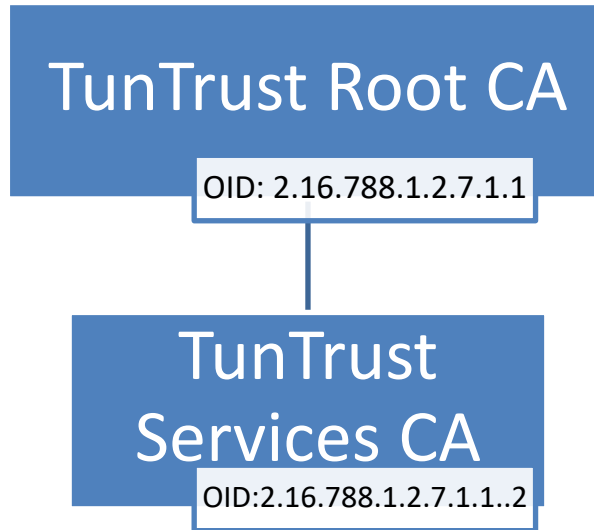 TunTrust Root CA
OID: 2.16.788.1.2.7.1.1
TunTrust
Services CA
OID:2.16.788.1.2.7.1.1..2